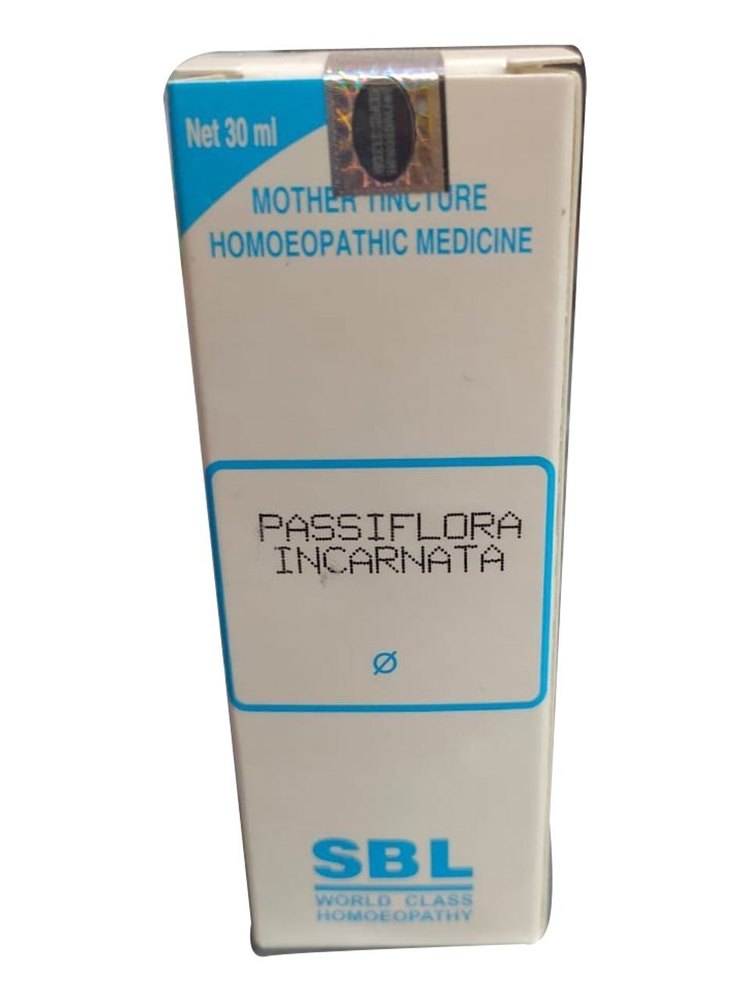 Net 30 ml
MOTHER TINCTURE
HOMOEOPATHIC MEDICINE
PASSIFLORA
INCARNATA
Ø
SBL
WORLD CLASS
HOMOEOPATHY